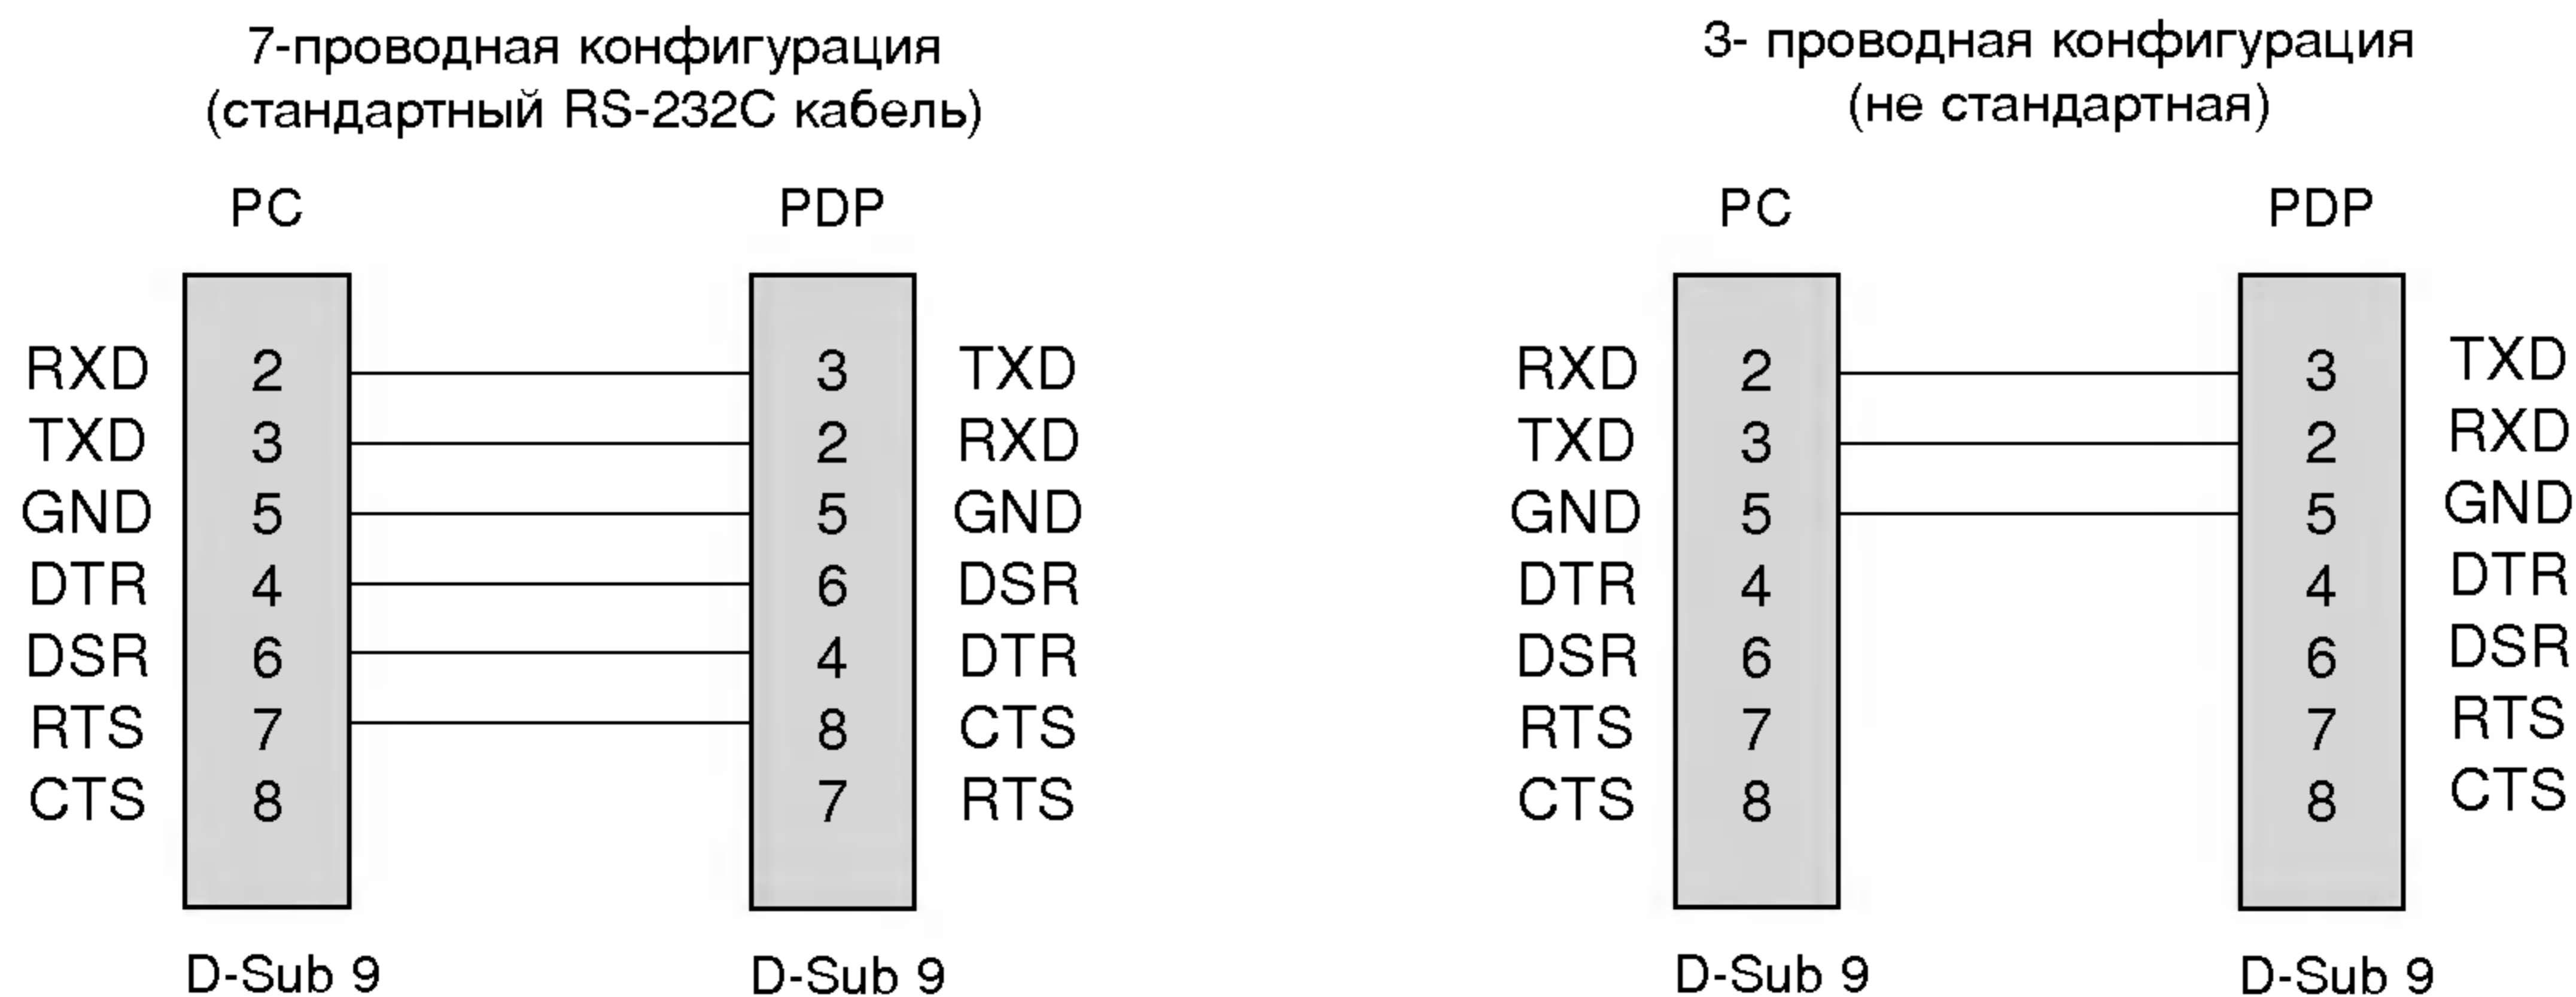 7-проводная конфигурация
(стандартный RS-232C кабель)
PC PDP
RXD 2 3 TXD
TXD 3 2 RXD
GND 5 5 GND
DTR 4 6 DSR
DSR 6 4 DTR
RTS 7 8 CTS
CTS 8 7 RTS
D-Sub 9 D-Sub 9
3- проводная конфигурация
(не стандартная)
PC PDP
RXD 2 3 TXD
TXD 3 2 RXD
GND 5 5 GND
DTR 4 4 DTR
DSR 6 6 DSR
RTS 7 7 RTS
CTS 8 8 CTS
D-Sub 9 D-Sub 9